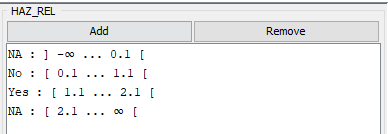 HAZ_REL
Add Remove
NA : ] -∞ ... 0.1 [
No : [ 0.1 ... 1.1 [
Yes : [ 1.1 ... 2.1 [
NA : [ 2.1 ... ∞ [